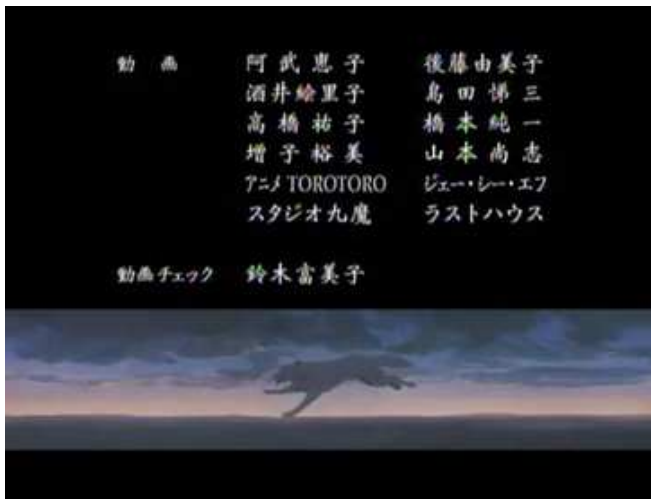 動画 阿武恵子 後藤由美子
酒井絵里子 島田悌三
高橋祐子 橋本純一
増子裕美 山本尚志
アニメTOROTORO ジェー・シー・エフ
スタジオ九魔 ラストハウス
動画チェック 鈴木富美子